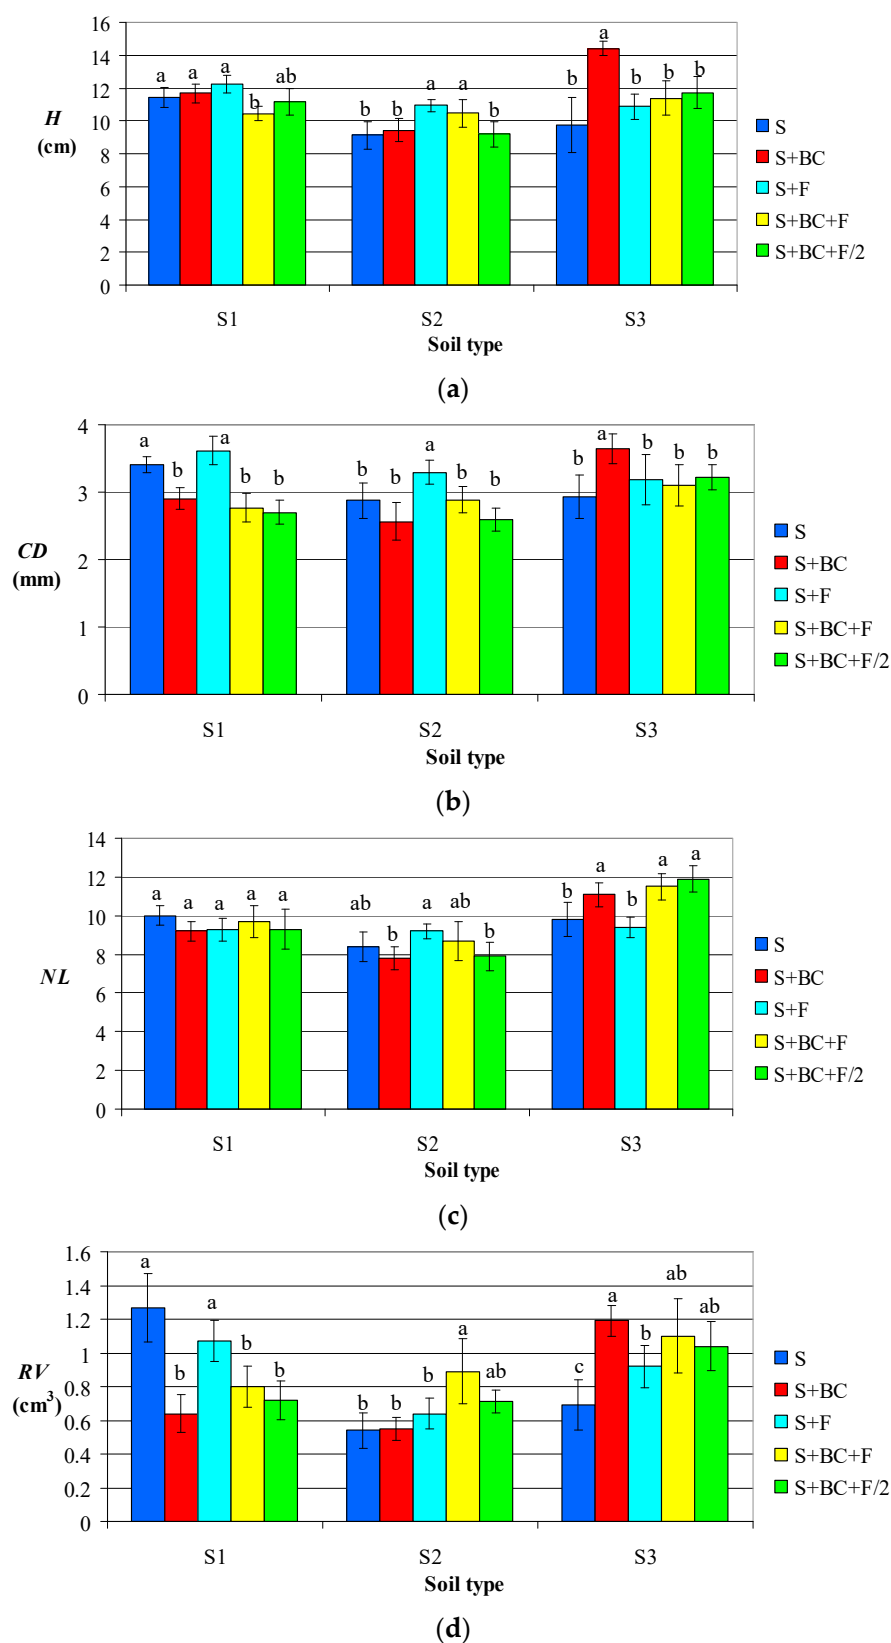 16
14
12
10
8
6
4
2
0
H
(cm)
a a a b ab
b b a a b
b a b b b
S
S+BC
S+F
S+BC+F
S+BC+F/2
S1 S2 S3
Soil type
(a)
4
3
2
1
0
CD
(mm)
a b a b b
b b a b b
b a b b b
S
S+BC
S+F
S+BC+F
S+BC+F/2
S1 S2 S3
Soil type
(b)
14
12
10
8
6
4
2
0
NL
a a a a a
ab b a ab b
b a b a a
S
S+BC
S+F
S+BC+F
S+BC+F/2
S1 S2 S3
Soil type
(c)
1.6
1.4
1.2
1
0.8
0.6
0.4
0.2
0
RV
(cm³)
a b a b b
b b b a ab
c a b ab ab
S
S+BC
S+F
S+BC+F
S+BC+F/2
S1 S2 S3
Soil type
(d)